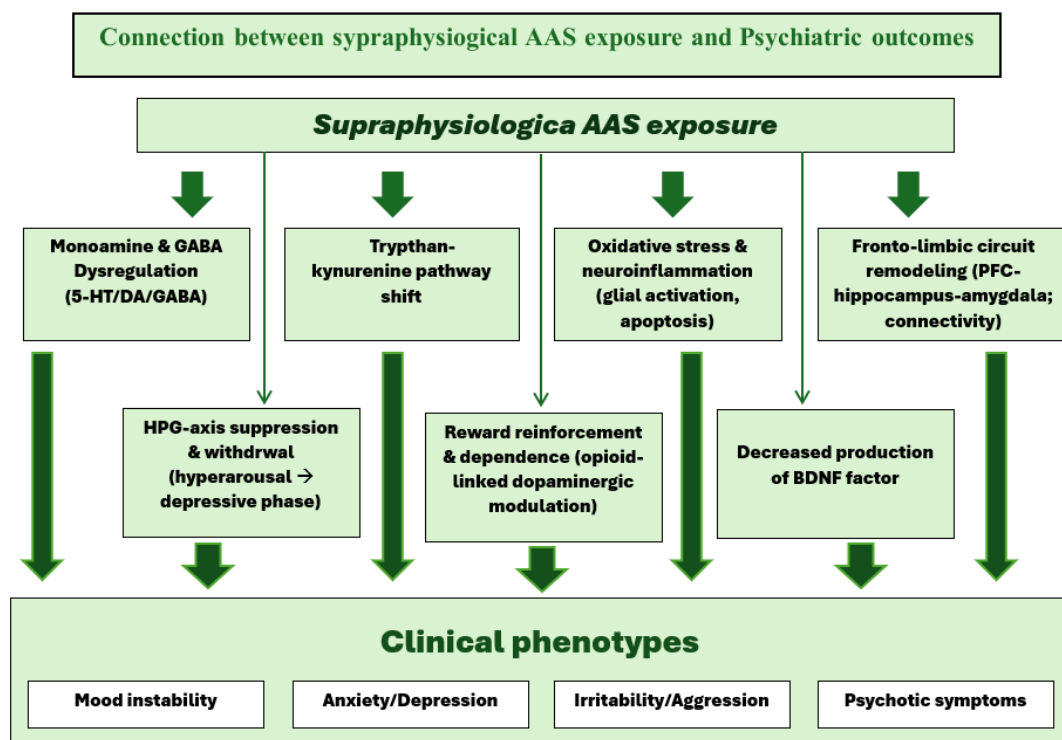 Connection between sypraphysiogical AAS exposure and Psychiatric outcomes
Supraphysiologica AAS exposure
Monoamine & GABA
Dysregulation
(5-HT/DA/GABA)
Trypthan-
kynurenine pathway
shift
Oxidative stress &
neuroinflammation
(glial activation,
apoptosis)
Fronto-limbic circuit
remodeling (PFC-
hippocampus-amygdala;
connectivity)
HPG-axis suppression
& withdrwal
(hyperarousal →
depressive phase)
Reward reinforcement
& dependence (opioid-
linked dopaminergic
modulation)
Decreased production
of BDNF factor
Clinical phenotypes
Mood instability
Anxiety/Depression
Irritability/Aggression
Psychotic symptoms